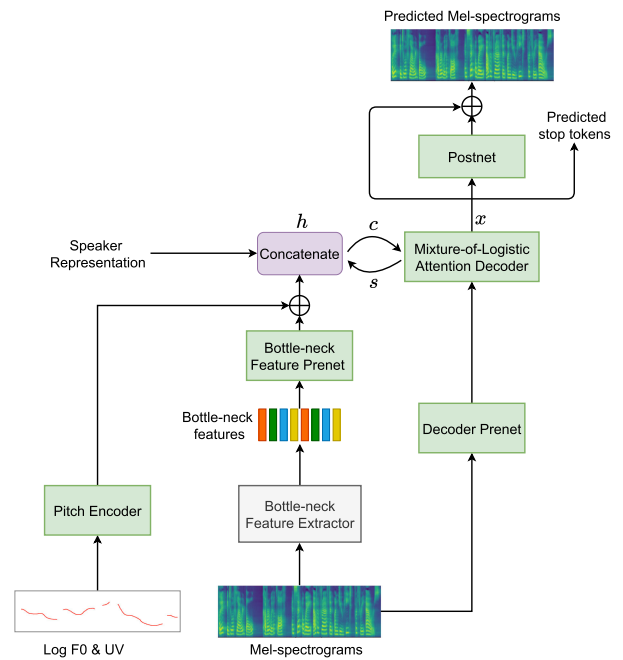 Predicted Mel-spectrograms
Predicted
stop tokens
Postnet
x
h
c
Speaker
Representation
Concatenate
Mixture-of-Logistic
Attention Decoder
s
Bottle-neck
Feature Prenet
Bottle-neck
features
Decoder Prenet
Pitch Encoder
Bottle-neck
Feature Extractor
Log F0 & UV
Mel-spectrograms